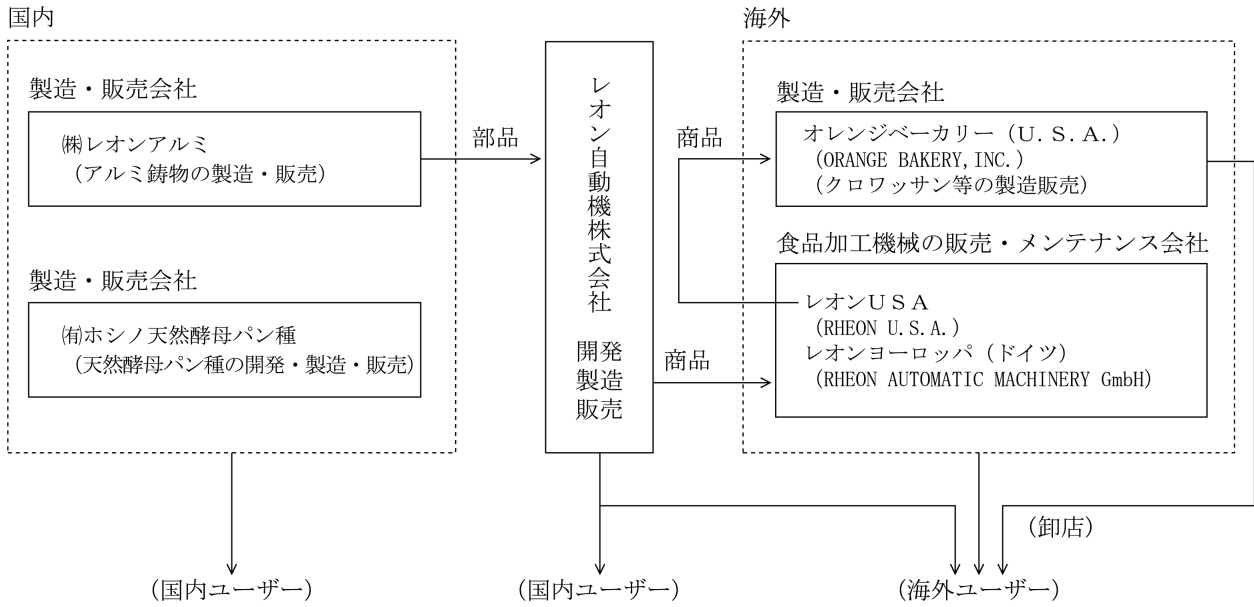 国内
製造・販売会社
㈱レオンアルミ
(アルミ鋳物の製造・販売)
製造・販売会社
㈲ホシノ天然酵母パン種
(天然酵母パン種の開発・製造・販売)
部品
レオン自動機株式会社
開発
製造
販売
商品
商品
海外
製造・販売会社
オレンジベーカリー(U.S.A.)
(ORANGE BAKERY,INC.)
(クロワッサン等の製造販売)
食品加工機械の販売・メンテナンス会社
レオンUSA
(RHEON U.S.A.)
レオンヨーロッパ(ドイツ)
(RHEON AUTOMATIC MACHINERY GmbH)
(卸店)
(国内ユーザー)
(国内ユーザー)
(海外ユーザー)